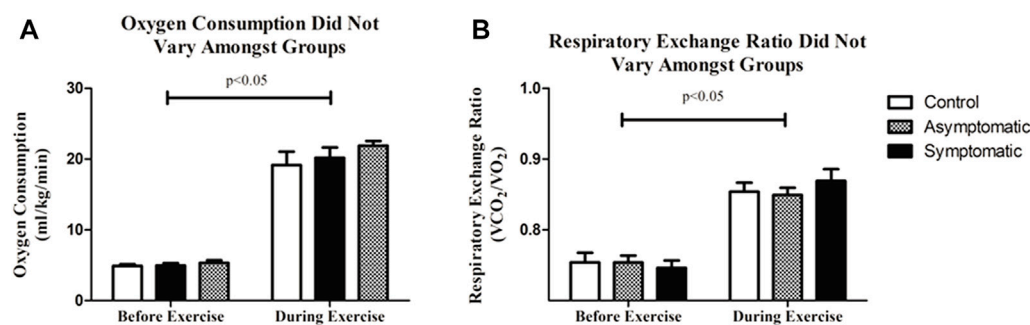 A
Oxygen Consumption Did Not
Vary Amongst Groups
p<0.05
30
20
10
0
Oxygen Consumption
(ml/kg/min)
Before Exercise
During Exercise
B
Respiratory Exchange Ratio Did Not
Vary Amongst Groups
p<0.05
1.0
0.9
0.8
Respiratory Exchange Ratio
(VCO₂/VO₂)
Before Exercise
During Exercise
Control
Asymptomatic
Symptomatic